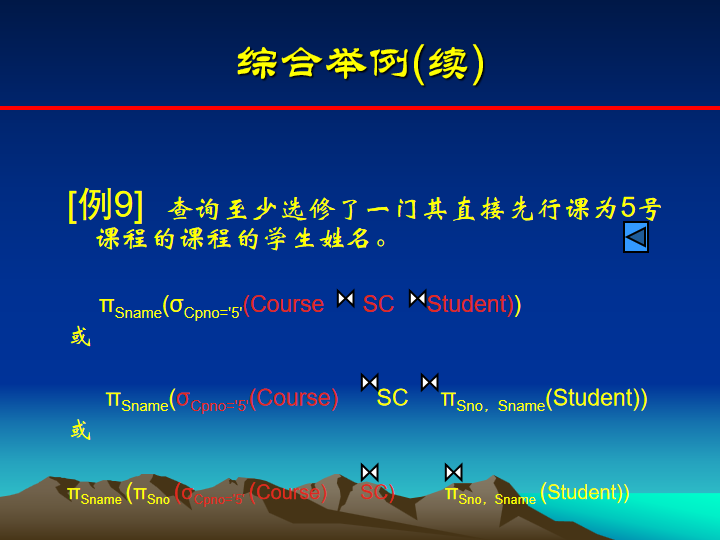 综合举例(续)
[例9] 查询至少选修了一门其直接先行课为5号
课程的课程的学生姓名。
πSname(σCpno='5'(Course ⋈ SC ⋈ Student))
或
πSname(σCpno='5'(Course) ⋈ SC ⋈ πSno，Sname(Student))
或
πSname (πSno (σCpno='5' (Course) ⋈ SC) ⋈ πSno，Sname (Student))